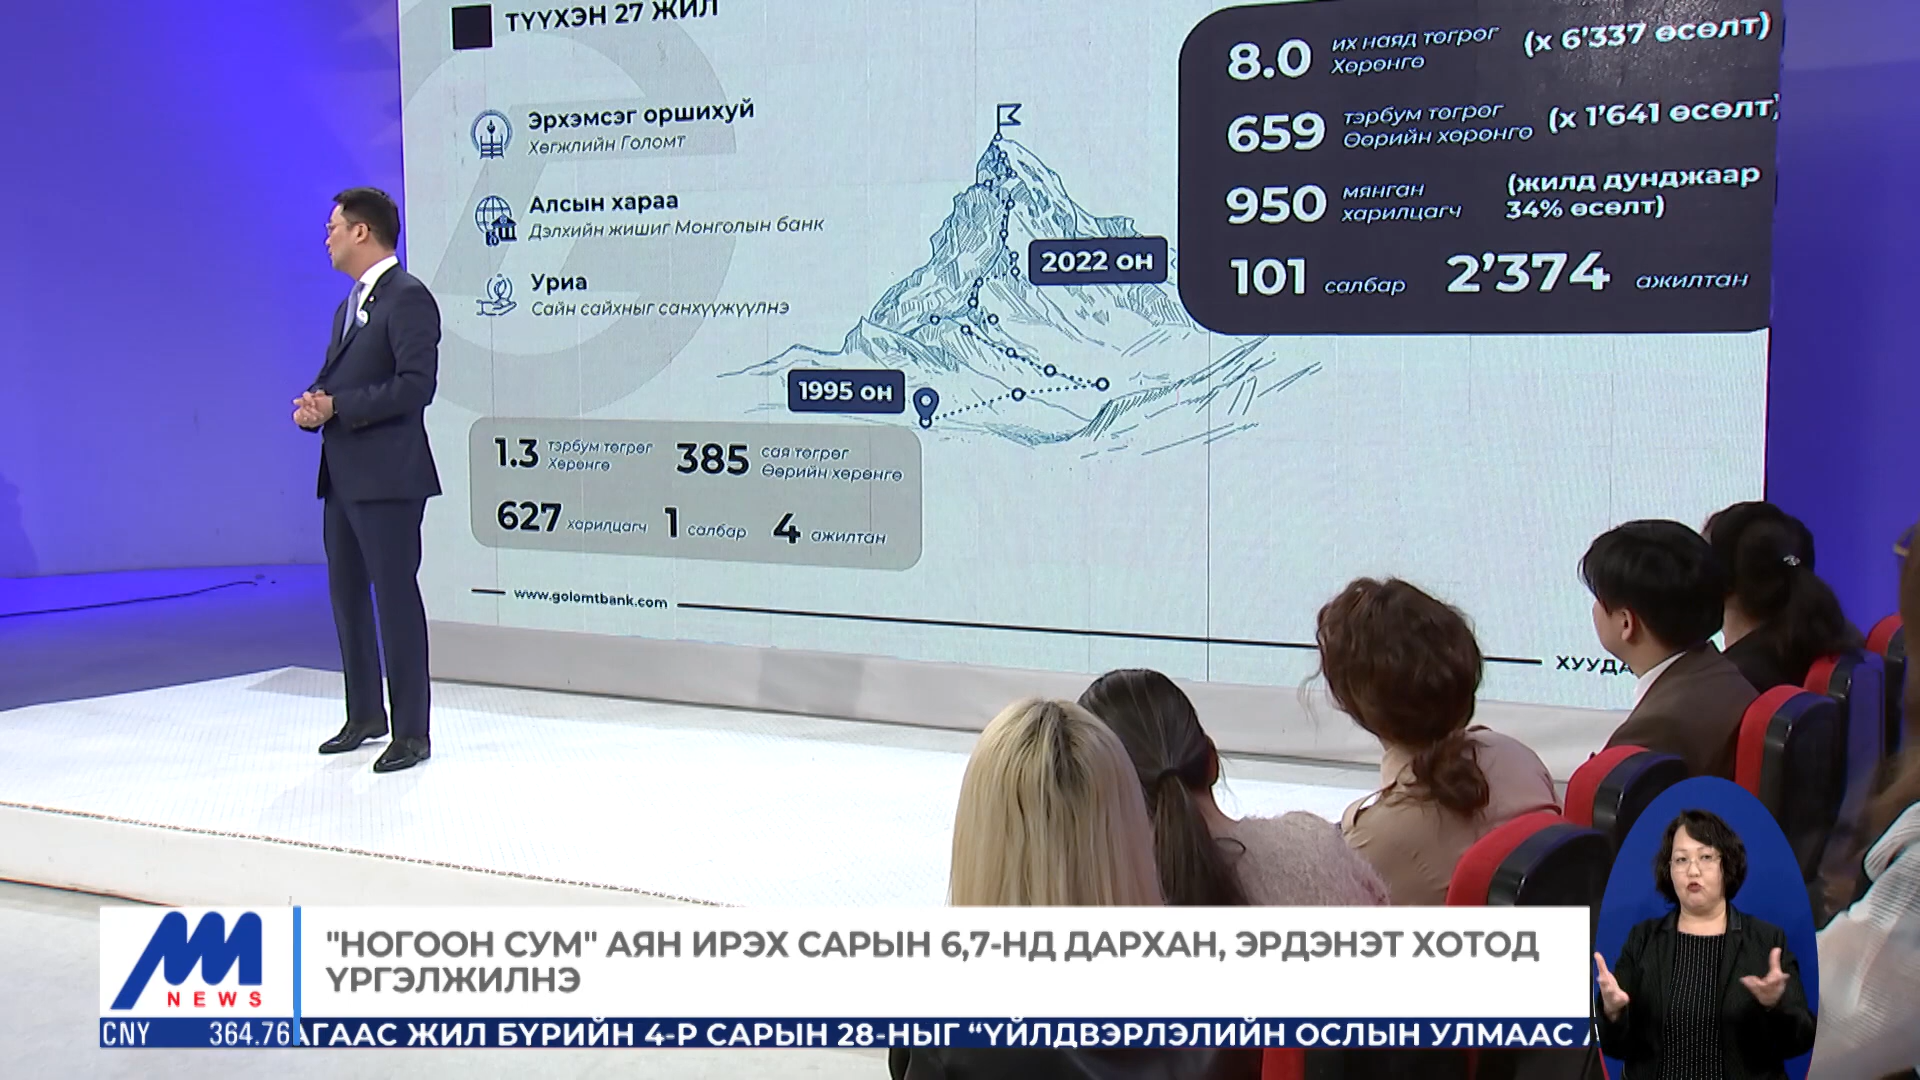 ТҮҮХЭН 27 ЖИЛ
Эрхэмсэг оршихуй
Хөгжлийн Голомт
Алсын хараа
Дэлхийн жишиг Монголын банк
Уриа
Сайн сайхныг санхүүжүүлнэ
8.0 их наяд төгрөг Хөрөнгө (x 6’337 өсөлт)
659 тэрбум төгрөг Өөрийн хөрөнгө (x 1’641 өсөлт)
950 мянган харилцагч (жилд дунджаар 34% өсөлт)
101 салбар 2’374 ажилтан
2022 он
1995 он
1.3 тэрбум төгрөг Хөрөнгө 385 сая төгрөг Өөрийн хөрөнгө
627 харилцагч 1 салбар 4 ажилтан
www.golomtbank.com
ХУУДА
"НОГООН СУМ" АЯН ИРЭХ САРЫН 6,7-НД ДАРХАН, ЭРДЭНЭТ ХОТОД
ҮРГЭЛЖИЛНЭ
NEWS
CNY 364.76 АГААС ЖИЛ БҮРИЙН 4-Р САРЫН 28-НЫГ “ҮЙЛДВЭРЛЭЛИЙН ОСЛЫН УЛМААС